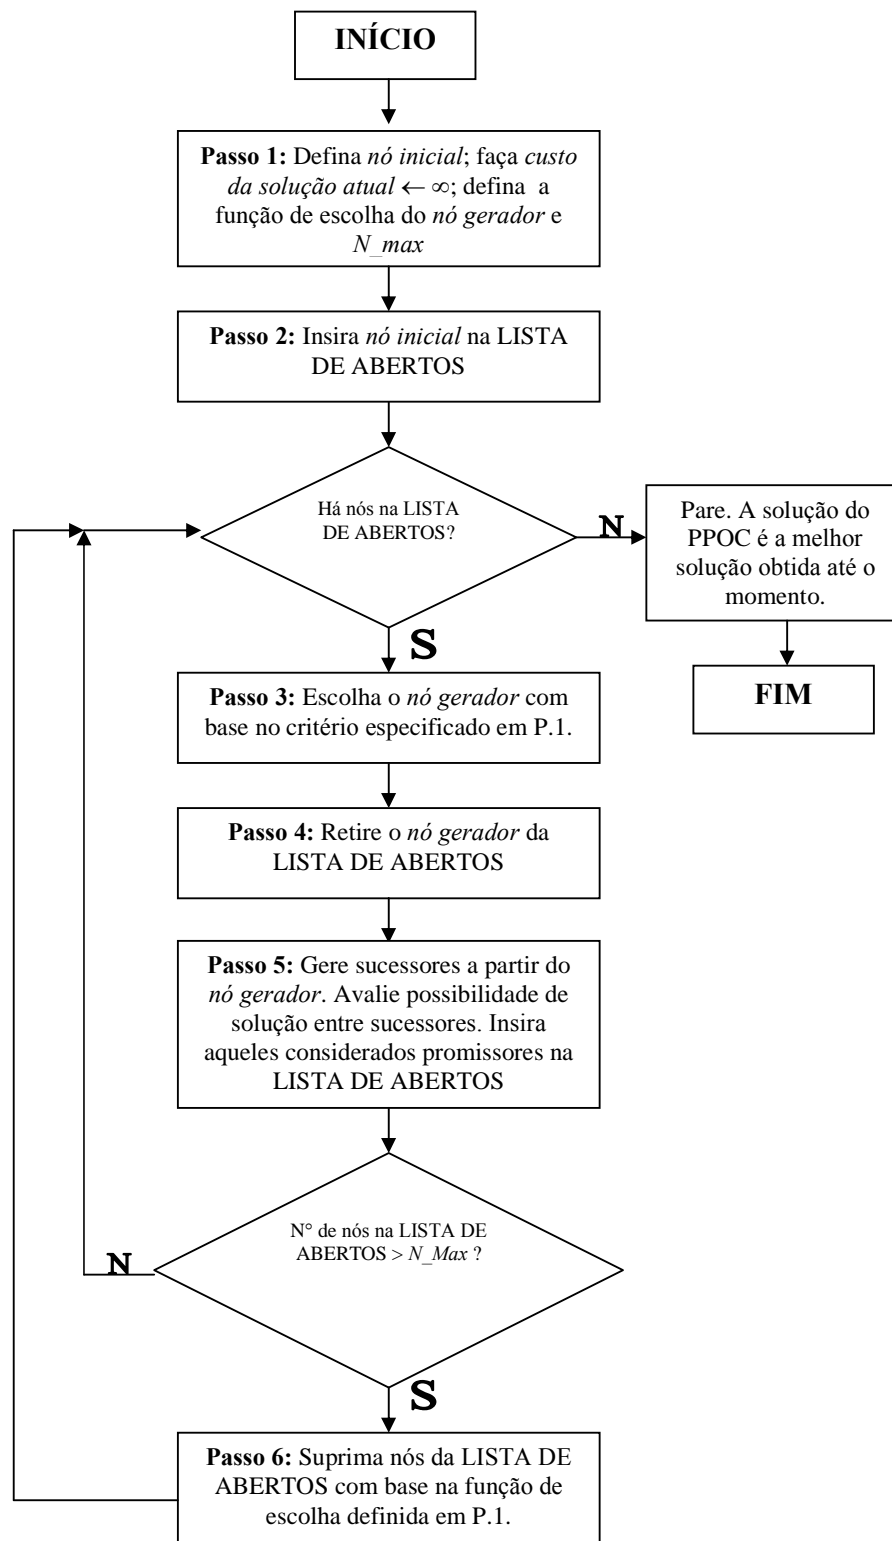 INÍCIO
Passo 1: Defina nó inicial; faça custo
da solução atual ← ∞; defina a
função de escolha do nó gerador e
N_max
Passo 2: Insira nó inicial na LISTA
DE ABERTOS
Há nós na LISTA
DE ABERTOS?
N
Pare. A solução do
PPOC é a melhor
solução obtida até o
momento.
S
FIM
Passo 3: Escolha o nó gerador com
base no critério especificado em P.1.
Passo 4: Retire o nó gerador da
LISTA DE ABERTOS
Passo 5: Gere sucessores a partir do
nó gerador. Avalie possibilidade de
solução entre sucessores. Insira
aqueles considerados promissores na
LISTA DE ABERTOS
N° de nós na LISTA DE
ABERTOS > N_Max ?
N
S
Passo 6: Suprima nós da LISTA DE
ABERTOS com base na função de
escolha definida em P.1.